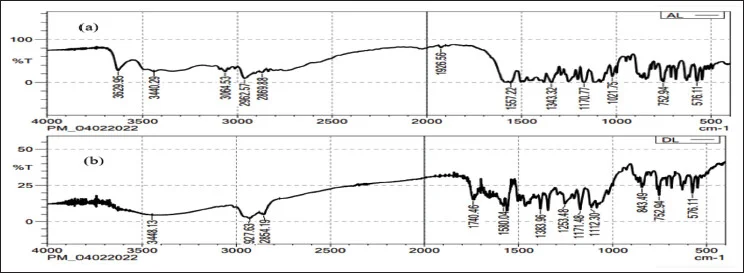 (a)
AL
100
%T
0
3629.95
3440.29
3064.53
2962.57
2869.88
1926.56
1557.22
1343.32
1170.77
1021.75
752.94
576.11
4000 3500 3000 2500 2000 1500 1000 500
PM_04022022 cm-1
(b)
DL
50
%T
25
0
3448.13
927.63
2854.19
1740.46
1580.04
1383.96
1253.48
1171.48
1112.30
843.49
752.94
576.11
4000 3500 3000 2500 2000 1500 1000 500
PM_04022022 cm-1